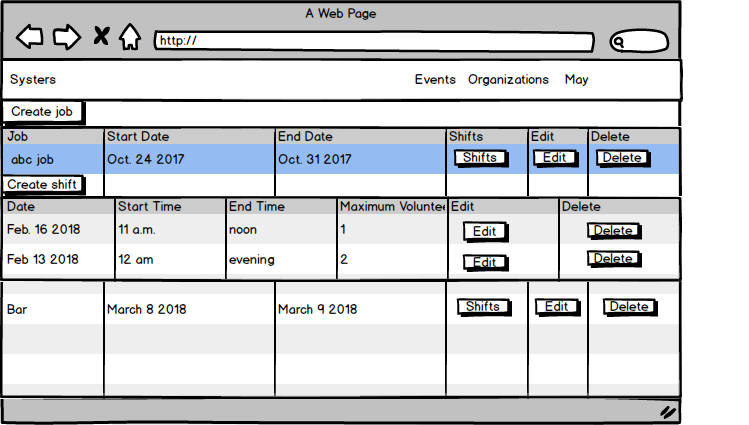 A Web Page
http://
Systers Events Organizations May
Create job
Job Start Date End Date Shifts Edit Delete
abc job Oct. 24 2017 Oct. 31 2017 Shifts Edit Delete
Create shift
Date Start Time End Time Maximum Voluntee Edit Delete
Feb. 16 2018 11 a.m. noon 1 Edit Delete
Feb 13 2018 12 am evening 2 Edit Delete
Bar March 8 2018 March 9 2018 Shifts Edit Delete